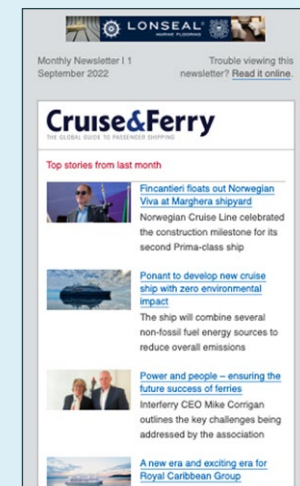 LONSEAL
MARINE FLOORING
Monthly Newsletter I 1
September 2022
Trouble viewing this
newsletter? Read it online.
Cruise&Ferry
THE GLOBAL GUIDE TO PASSENGER SHIPPING
Top stories from last month
Fincantieri floats out Norwegian
Viva at Marghera shipyard
Norwegian Cruise Line celebrated
the construction milestone for its
second Prima-class ship
Ponant to develop new cruise
ship with zero environmental
impact
The ship will combine several
non-fossil fuel energy sources to
reduce overall emissions
Power and people – ensuring the
future success of ferries
Interferry CEO Mike Corrigan
outlines the key challenges being
addressed by the association
A new era and exciting era for
Royal Caribbean Group